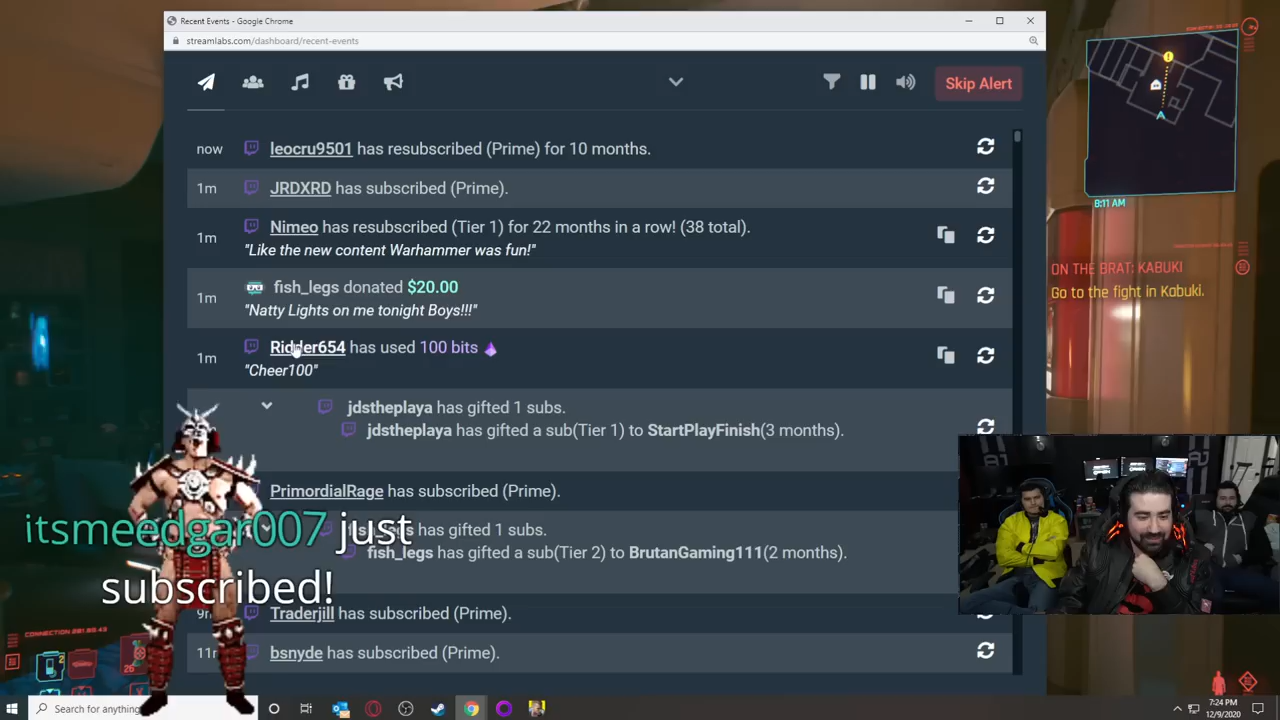 Recent Events - Google Chrome
streamlabs.com/dashboard/recent-events
Skip Alert
now leocru9501 has resubscribed (Prime) for 10 months.
1m JRDXRD has subscribed (Prime).
1m Nimeo has resubscribed (Tier 1) for 22 months in a row! (38 total).
"Like the new content Warhammer was fun!"
1m fish_legs donated $20.00
"Natty Lights on me tonight Boys!!!"
1m Ridder654 has used 100 bits
"Cheer100"
jdstheplaya has gifted 1 subs.
jdstheplaya has gifted a sub(Tier 1) to StartPlayFinish(3 months).
PrimordialRage has subscribed (Prime).
has gifted 1 subs.
fish_legs has gifted a sub(Tier 2) to BrutanGaming111(2 months).
9m Traderjill has subscribed (Prime).
11m bsnyde has subscribed (Prime).
itsmeedgar007 just
subscribed!
8:11 AM
ON THE BRAT: KABUKI
Go to the fight in Kabuki.
Search for anything
7:24 PM
12/9/2020